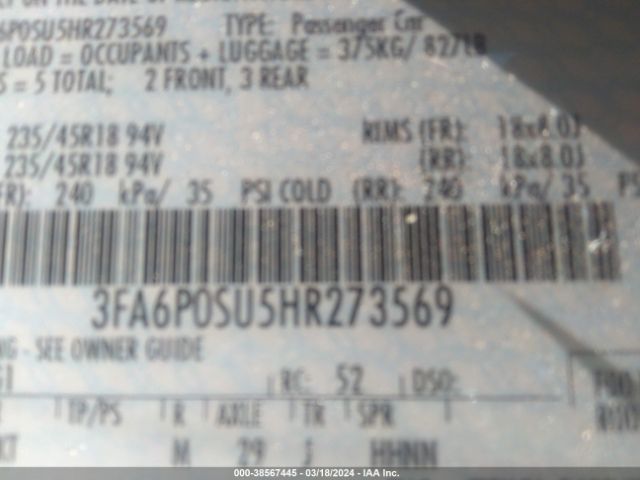 6P0SU5HR273569 TYPE: Passenger Car
LOAD = OCCUPANTS + LUGGAGE = 375KG/ 827LB
= 5 TOTAL; 2 FRONT, 3 REAR
235/45R18 94V RIMS (FR): 18x8.0J
235/45R18 94V (RR): 18x8.0J
FR): 240 kPa/ 35 PSI COLD (RR): 240 kPa/ 35
3FA6P0SU5HR273569
NG - SEE OWNER GUIDE
RC: 52 DSO:
TP/PS R AXLE TR SPR
M 29 J HHNN
000-38567445 - 03/18/2024 - IAA Inc.